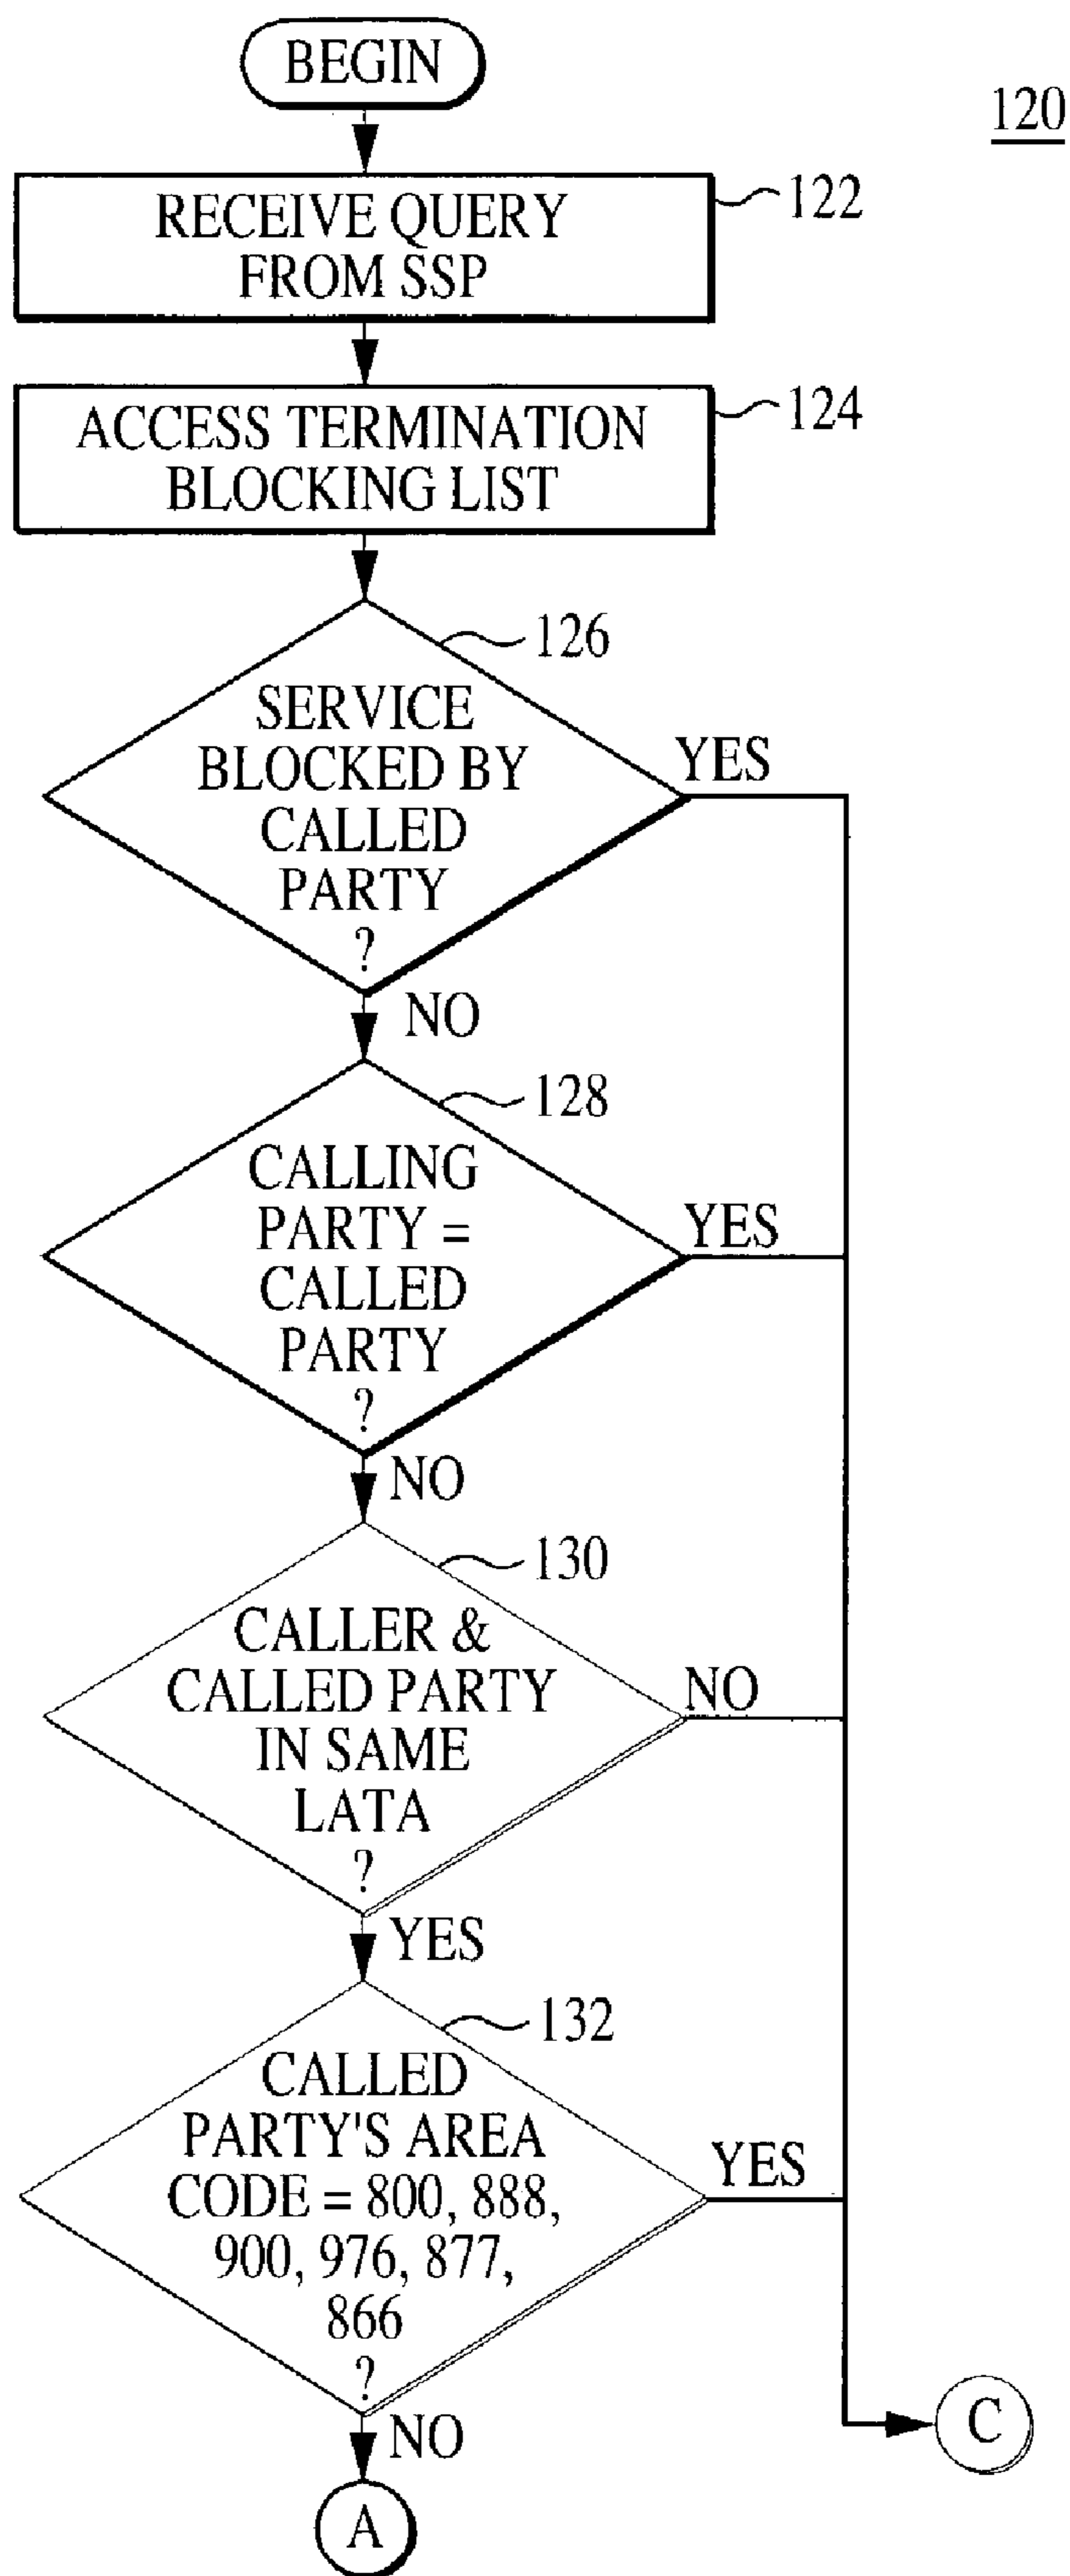 BEGIN
120
RECEIVE QUERY
FROM SSP
122
ACCESS TERMINATION
BLOCKING LIST
124
126
SERVICE
BLOCKED BY
CALLED
PARTY
?
YES
NO
128
CALLING
PARTY =
CALLED
PARTY
?
YES
NO
130
CALLER &
CALLED PARTY
IN SAME
LATA
?
NO
YES
132
CALLED
PARTY'S AREA
CODE = 800, 888,
900, 976, 877,
866
?
YES
NO
C
A